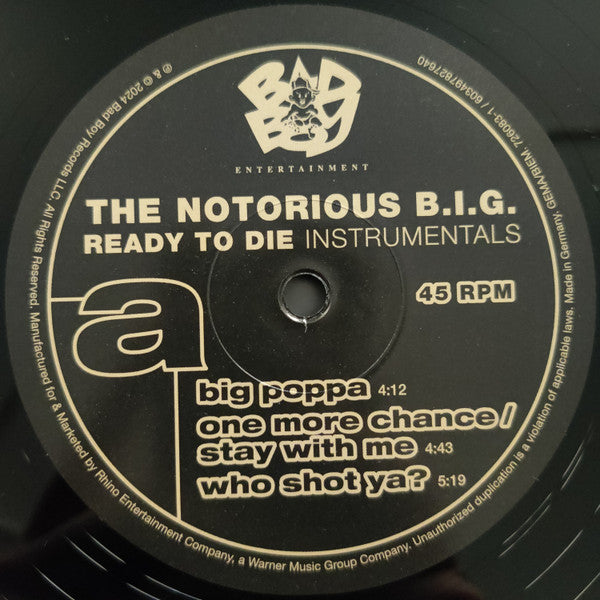 BAD
BOY
ENTERTAINMENT
THE NOTORIOUS B.I.G.
READY TO DIE INSTRUMENTALS
a
45 RPM
big poppa 4:12
one more chance/
stay with me 4:43
who shot ya? 5:19
℗ & © 2024 Bad Boy Records LLC. All Rights Reserved. Manufactured for & Marketed by Rhino Entertainment Company, a Warner Music Group Company. Unauthorized duplication is a violation of applicable laws. Made in Germany. GEMA/BIEM. 726083-1 / 603497827640